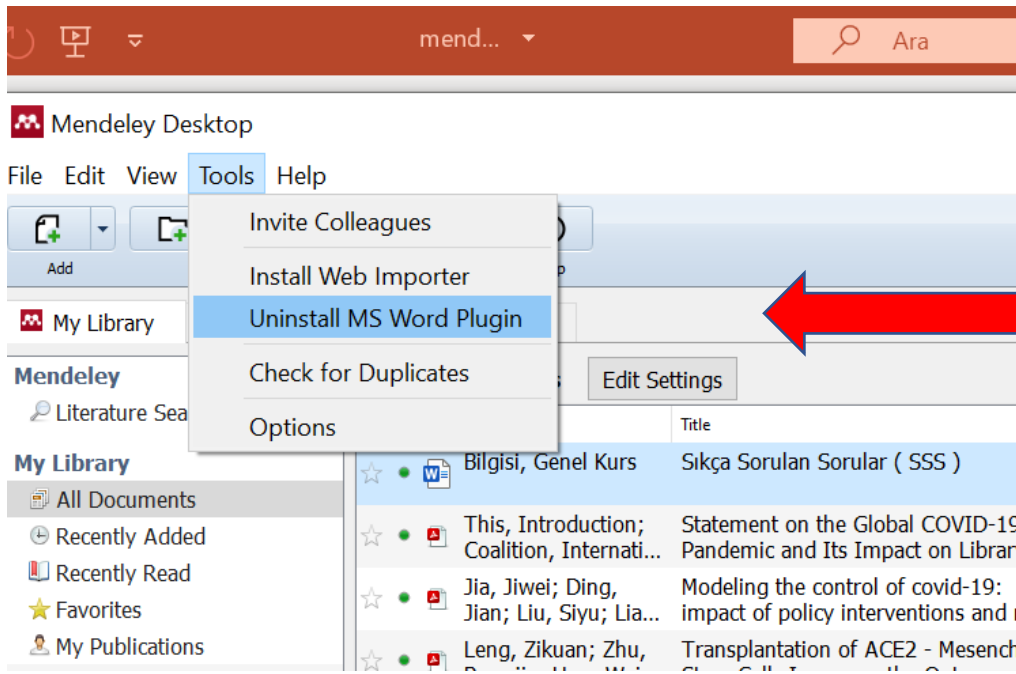 mend...
Ara
Mendeley Desktop
File Edit View Tools Help
Invite Colleagues
Install Web Importer
Uninstall MS Word Plugin
Check for Duplicates
Options
Add
My Library
Edit Settings
Mendeley
Literature Sea
Title
My Library
All Documents
Recently Added
Recently Read
Favorites
My Publications
Bilgisi, Genel Kurs Sıkça Sorulan Sorular ( SSS )
This, Introduction; Statement on the Global COVID-19
Coalition, Internati... Pandemic and Its Impact on Librar
Jia, Jiwei; Ding, Modeling the control of covid-19:
Jian; Liu, Siyu; Lia... impact of policy interventions and
Leng, Zikuan; Zhu, Transplantation of ACE2 - Mesench